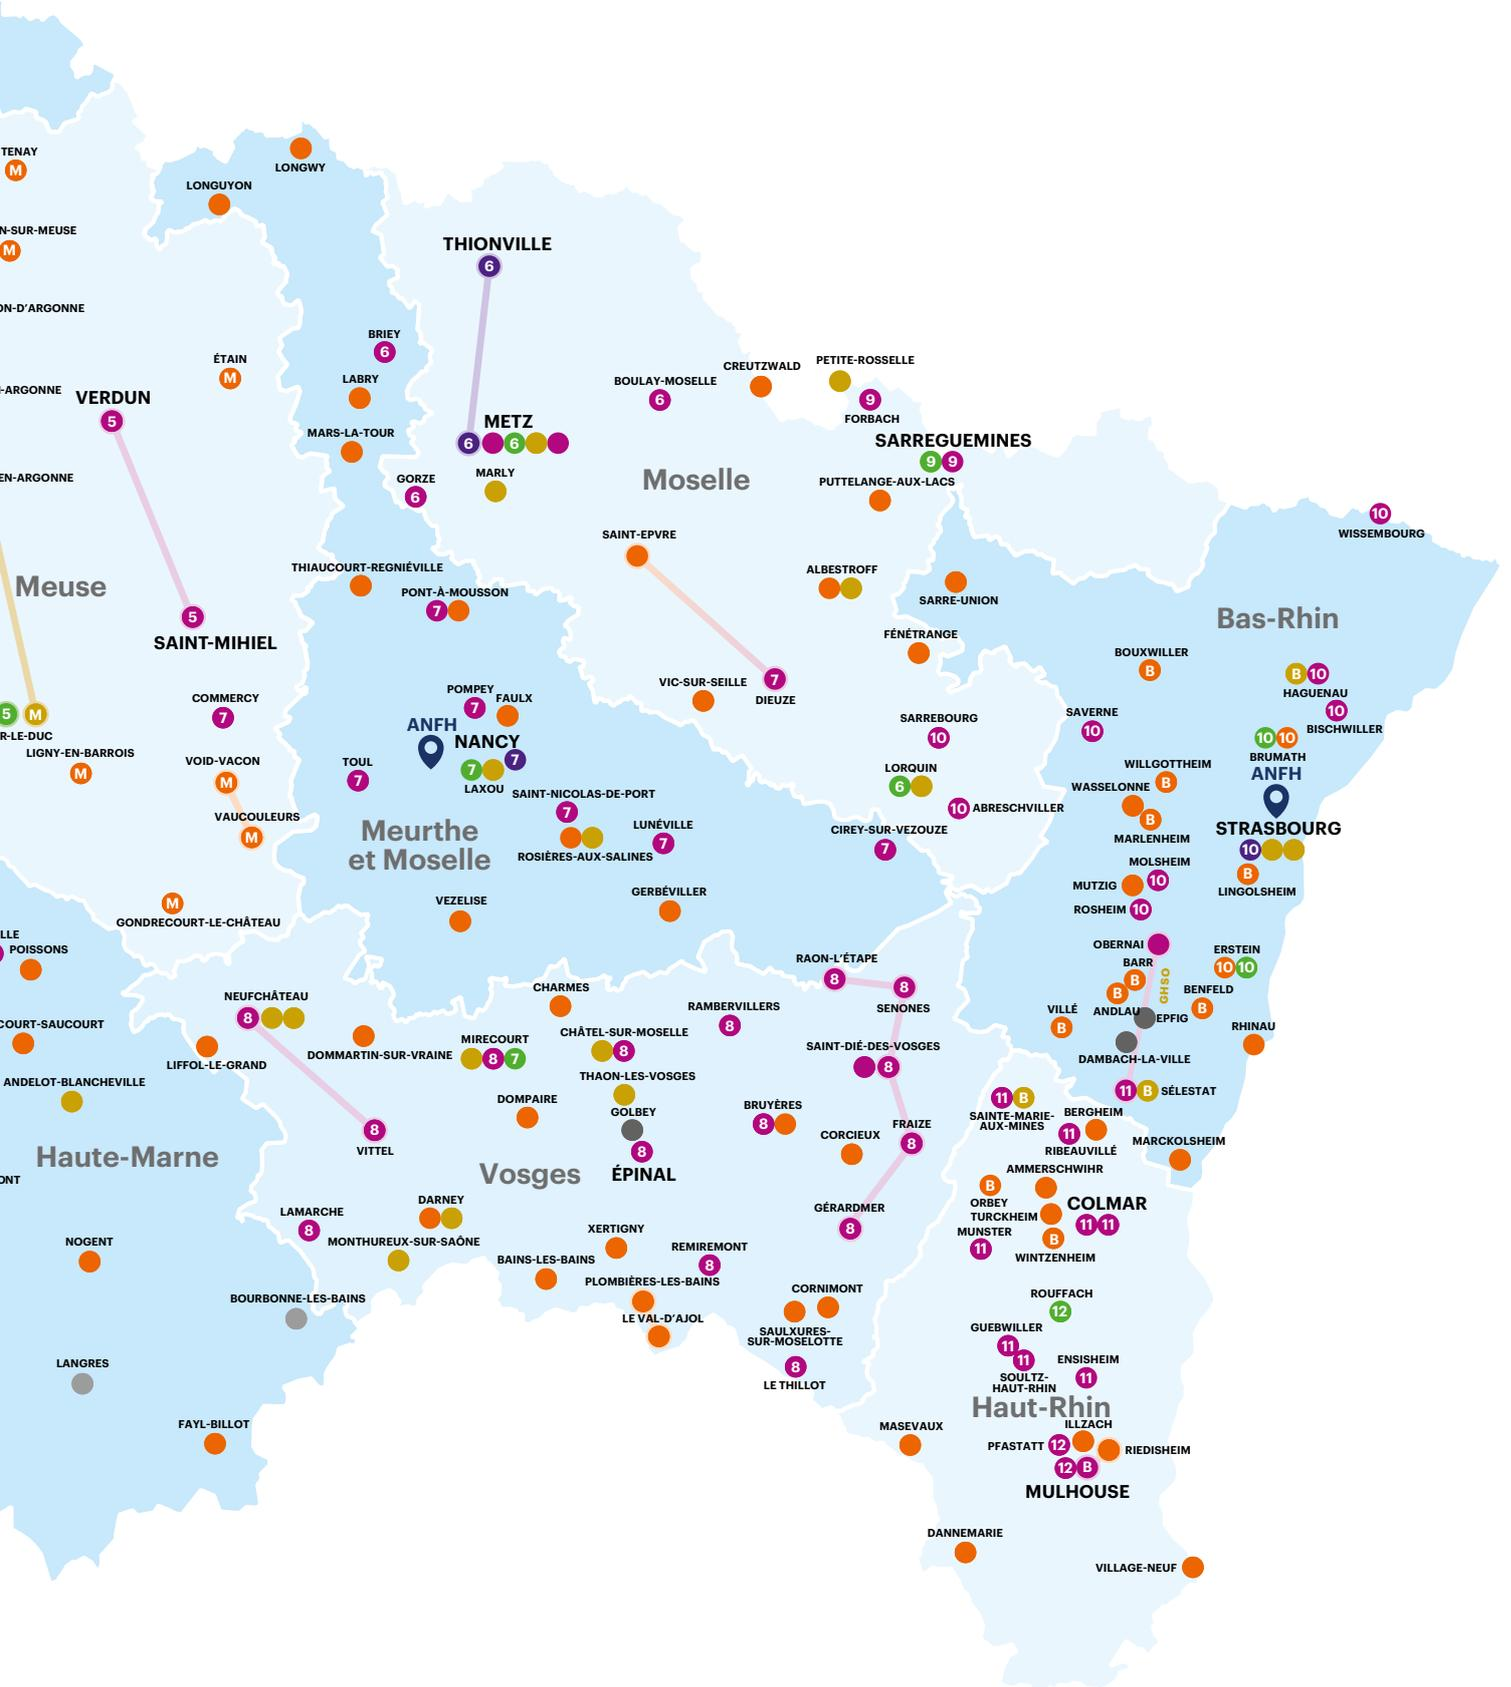 TENAY
M
N-SUR-MEUSE
M
ON-D'ARGONNE
-ARGONNE
EN-ARGONNE
LONGWY
LONGUYON
THIONVILLE
6
BRIEY
6
LABRY
MARS-LA-TOUR
ÉTAIN
M
VERDUN
5
METZ
6
6
MARLY
GORZE
6
BOULAY-MOSELLE
6
CREUTZWALD
PETITE-ROSSELLE
9
FORBACH
SARREGUEMINES
9
9
PUTTELANGE-AUX-LACS
Moselle
SAINT-EPVRE
ALBESTROFF
WISSEMBOURG
10
Meuse
5
SAINT-MIHIEL
THIAUCOURT-REGNIÉVILLE
PONT-À-MOUSSON
7
SARRE-UNION
FÉNÉTRANGE
Bas-Rhin
BOUXWILLER
B
B
10
HAGUENAU
10
BISCHWILLER
VIC-SUR-SEILLE
7
DIEUZE
COMMERCY
7
5
M
R-LE-DUC
LIGNY-EN-BARROIS
M
VOID-VACON
M
VAUCOULEURS
M
M
GONDRECOURT-LE-CHÂTEAU
POMPEY
7
FAULX
ANFH
NANCY
7
7
LAXOU
TOUL
7
SAINT-NICOLAS-DE-PORT
7
ROSIÈRES-AUX-SALINES
LUNÉVILLE
7
Meurthe
et Moselle
VEZELISE
GERBÉVILLER
SARREBOURG
10
LORQUIN
6
10
ABRESCHVILLER
CIREY-SUR-VEZOUZE
7
SAVERNE
10
10
10
BRUMATH
ANFH
WILLGOTTHEIM
B
WASSELONNE
B
MARLENHEIM
STRASBOURG
10
B
LINGOLSHEIM
MOLSHEIM
10
MUTZIG
ROSHEIM
10
OBERNAI
BARR
B
B
ANDLAU
GHSO
EPFIG
ERSTEIN
10
10
BENFELD
B
VILLÉ
B
RHINAU
DAMBACH-LA-VILLE
11
B
SÉLESTAT
LLE
POISSONS
COURT-SAUCOURT
ANDELOT-BLANCHEVILLE
Haute-Marne
ONT
NOGENT
BOURBONNE-LES-BAINS
LANGRES
FAYL-BILLOT
NEUFCHÂTEAU
8
LIFFOL-LE-GRAND
DOMMARTIN-SUR-VRAINE
8
VITTEL
CHARMES
MIRECOURT
8
7
CHÂTEL-SUR-MOSELLE
8
THAON-LES-VOSGES
DOMPAIRE
GOLBEY
8
ÉPINAL
Vosges
RAMBERVILLERS
8
RAON-L'ÉTAPE
8
8
SENONES
SAINT-DIÉ-DES-VOSGES
8
BRUYÈRES
8
CORCIEUX
FRAIZE
8
GÉRARDMER
8
LAMARCHE
8
DARNEY
MONTHUREUX-SUR-SAÔNE
XERTIGNY
BAINS-LES-BAINS
PLOMBIÈRES-LES-BAINS
LE VAL-D'AJOL
REMIREMONT
8
CORNIMONT
SAULXURES-
SUR-MOSELOTTE
8
LE THILLOT
11
B
SAINTE-MARIE-
AUX-MINES
BERGHEIM
11
RIBEAUVILLÉ
MARCKOLSHEIM
AMMERSCHWIHR
B
ORBEY
TURCKHEIM
COLMAR
11
11
MUNSTER
11
B
WINTZENHEIM
ROUFFACH
12
GUEBWILLER
11
11
SOULTZ-
HAUT-RHIN
ENSISHEIM
11
Haut-Rhin
ILLZACH
PFASTATT
12
RIEDISHEIM
12
B
MULHOUSE
MASEVAUX
DANNEMARIE
VILLAGE-NEUF